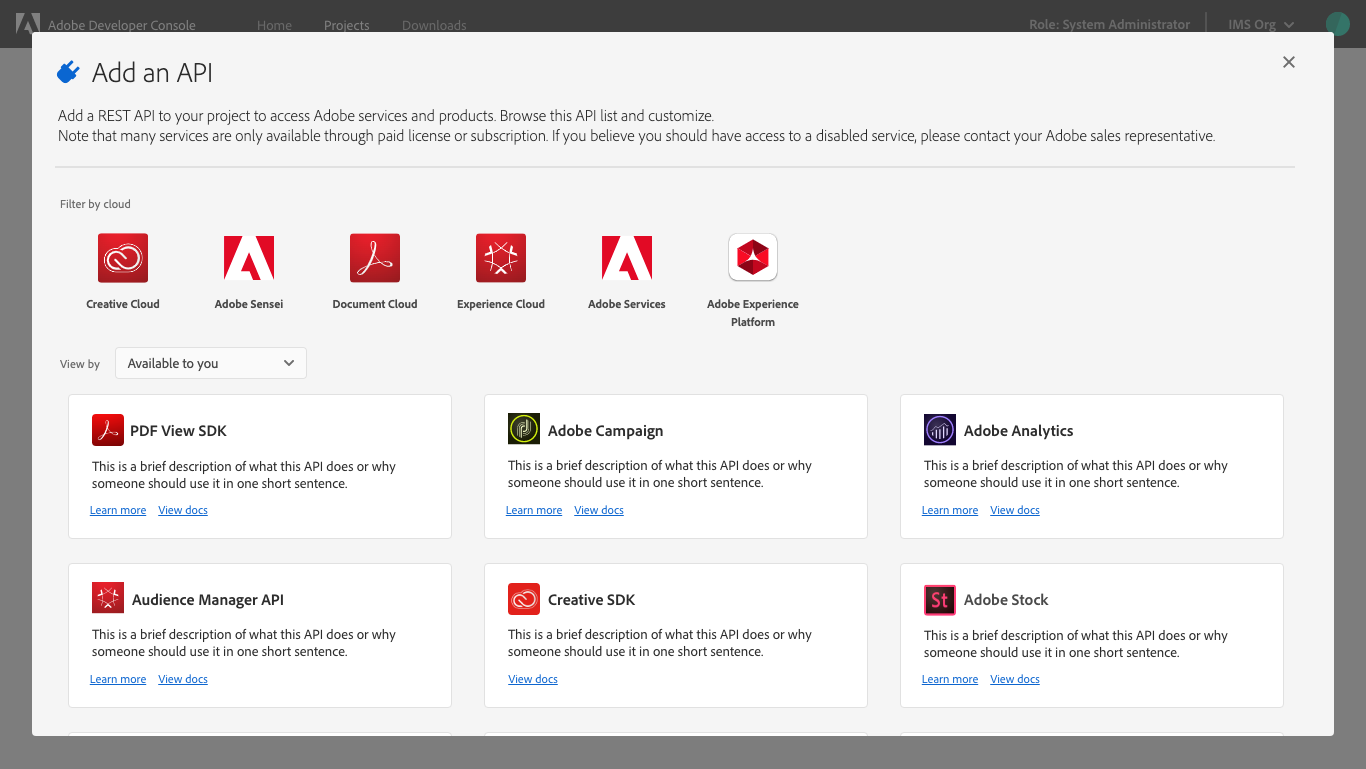 Adobe Developer Console Home Projects Downloads Role: System Administrator IMS Org
Add an API
Add a REST API to your project to access Adobe services and products. Browse this API list and customize.
Note that many services are only available through paid license or subscription. If you believe you should have access to a disabled service, please contact your Adobe sales representative.
Filter by cloud
Creative Cloud Adobe Sensei Document Cloud Experience Cloud Adobe Services Adobe Experience
Platform
View by Available to you
PDF View SDK
This is a brief description of what this API does or why
someone should use it in one short sentence.
Learn more View docs
Adobe Campaign
This is a brief description of what this API does or why
someone should use it in one short sentence.
Learn more View docs
Adobe Analytics
This is a brief description of what this API does or why
someone should use it in one short sentence.
Learn more View docs
Audience Manager API
This is a brief description of what this API does or why
someone should use it in one short sentence.
Learn more View docs
Creative SDK
This is a brief description of what this API does or why
someone should use it in one short sentence.
View docs
St Adobe Stock
This is a brief description of what this API does or why
someone should use it in one short sentence.
Learn more View docs